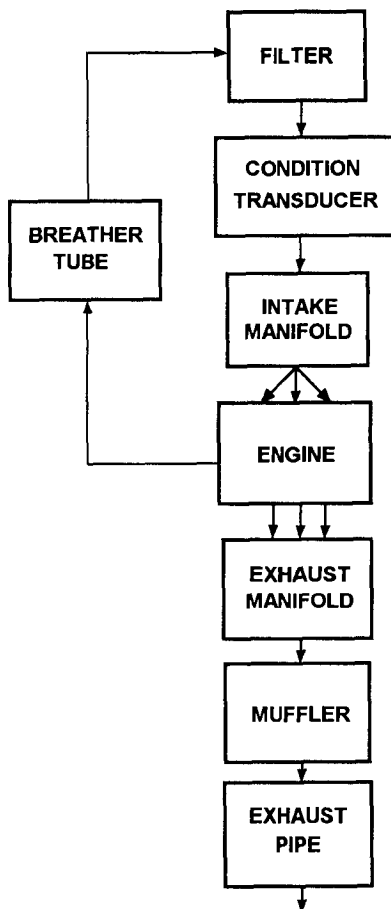 FILTER
CONDITION
TRANSDUCER
BREATHER
TUBE
INTAKE
MANIFOLD
ENGINE
EXHAUST
MANIFOLD
MUFFLER
EXHAUST
PIPE